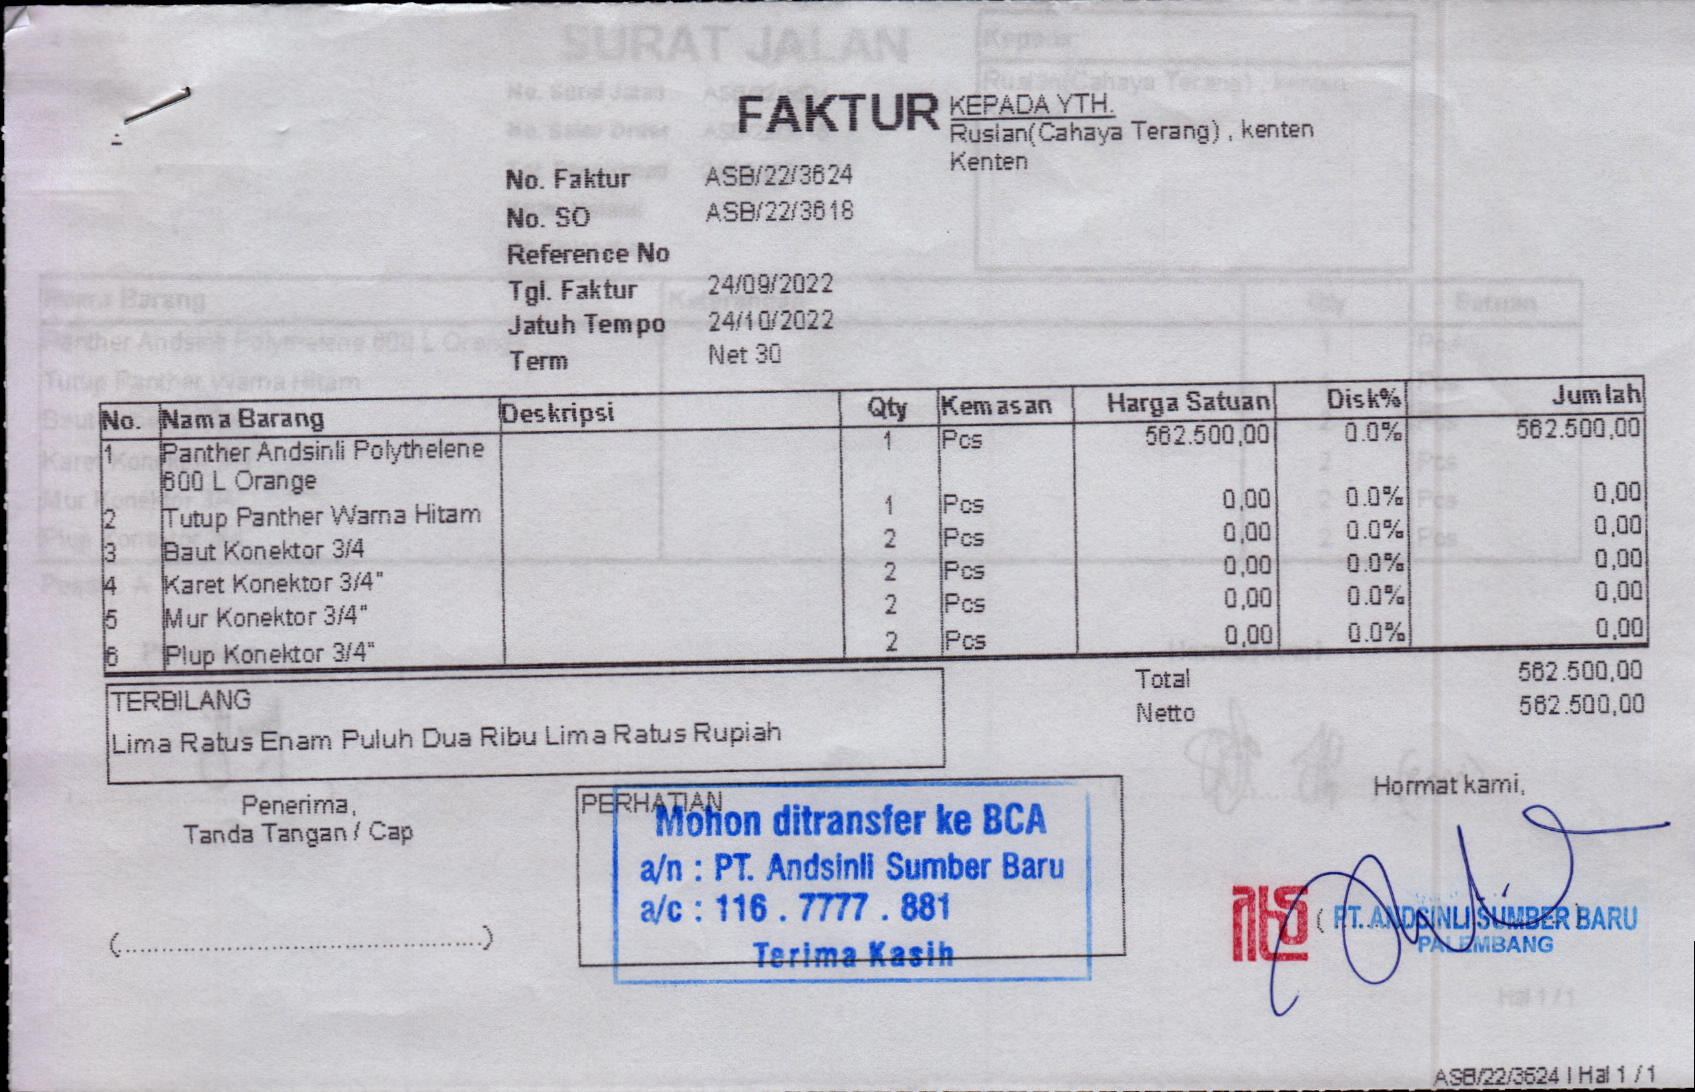 FAKTUR
KEPADA YTH.
Ruslan(Cahaya Terang) , kenten
Kenten
No. Faktur ASB/22/3624
No. SO ASB/22/3618
Reference No
Tgl. Faktur 24/09/2022
Jatuh Tempo 24/10/2022
Term Net 30
No. Nama Barang Deskripsi Qty Kemasan Harga Satuan Disk% Jumlah
1 Panther Andsinli Polythelene 1 Pcs 562.500,00 0.0% 562.500,00
600 L Orange
2 Tutup Panther Warna Hitam 1 Pcs 0,00 0.0% 0,00
3 Baut Konektor 3/4 2 Pcs 0,00 0.0% 0,00
4 Karet Konektor 3/4" 2 Pcs 0,00 0.0% 0,00
5 Mur Konektor 3/4" 2 Pcs 0,00 0.0% 0,00
6 Plup Konektor 3/4" 2 Pcs 0,00 0.0% 0,00
Total 562.500,00
Netto 562.500,00
TERBILANG
Lima Ratus Enam Puluh Dua Ribu Lima Ratus Rupiah
Penerima,
Tanda Tangan / Cap
(..............................................)
PERHATIAN
Mohon ditransfer ke BCA
a/n : PT. Andsinli Sumber Baru
a/c : 116 . 7777 . 881
Terima Kasih
Hormat kami,
PT. ANDSINLI SUMBER BARU
PALEMBANG
ASB/22/3624 | Hal 1 / 1